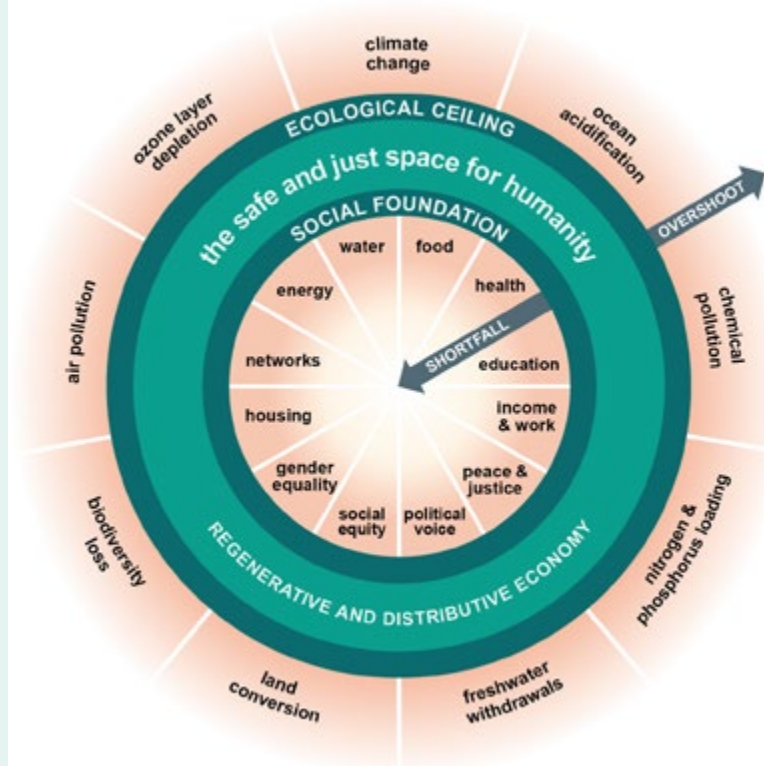 climate
change
ocean
acidification
chemical
pollution
nitrogen &
phosphorus loading
freshwater
withdrawals
land
conversion
biodiversity
loss
air pollution
ozone layer
depletion
OVERSHOOT
ECOLOGICAL CEILING
the safe and just space for humanity
SOCIAL FOUNDATION
water
food
health
SHORTFALL
education
income
& work
peace &
justice
political
voice
social
equity
gender
equality
housing
networks
energy
REGENERATIVE AND DISTRIBUTIVE ECONOMY